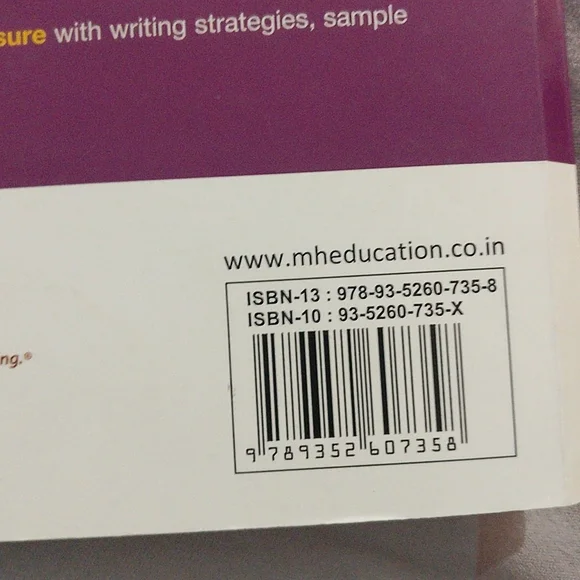 sure with writing strategies, sample
www.mheducation.co.in
ISBN-13 : 978-93-5260-735-8
ISBN-10 : 93-5260-735-X
ng.®
9 789352 607358